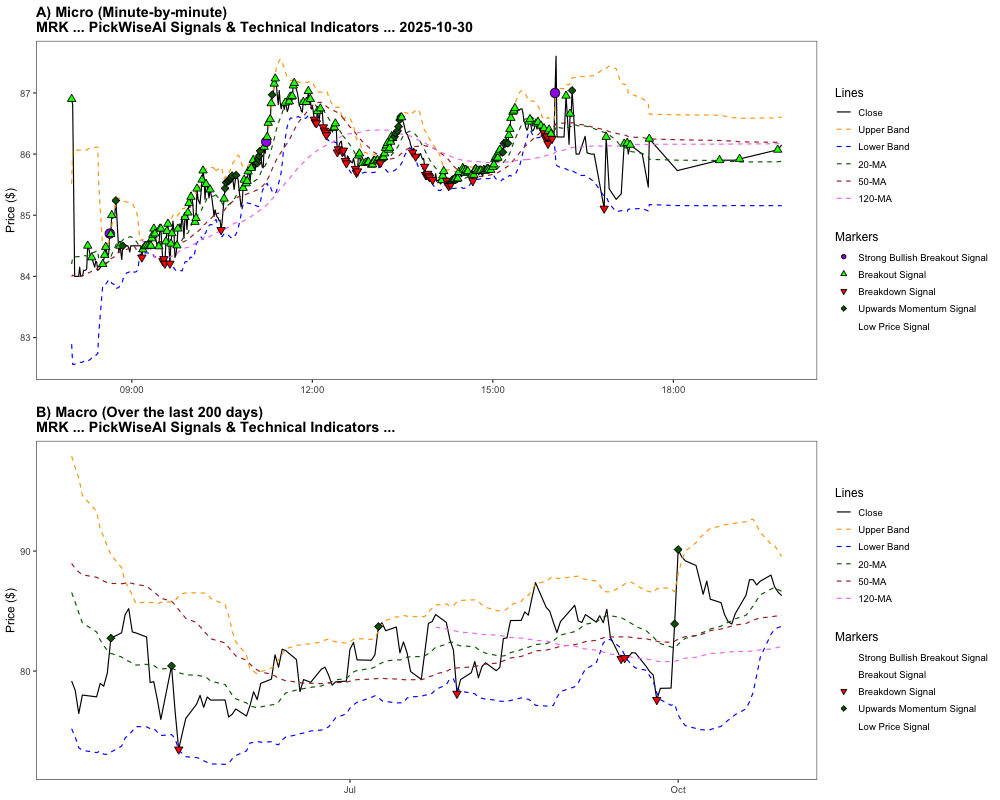 A) Micro (Minute-by-minute)
MRK ... PickWiseAI Signals & Technical Indicators ... 2025-10-30
Price ($)
87
86
85
84
83
09:00
12:00
15:00
18:00
Lines
Close
Upper Band
Lower Band
20-MA
50-MA
120-MA
Markers
Strong Bullish Breakout Signal
Breakout Signal
Breakdown Signal
Upwards Momentum Signal
Low Price Signal
B) Macro (Over the last 200 days)
MRK ... PickWiseAI Signals & Technical Indicators ...
Price ($)
90
80
Jul
Oct
Lines
Close
Upper Band
Lower Band
20-MA
50-MA
120-MA
Markers
Strong Bullish Breakout Signal
Breakout Signal
Breakdown Signal
Upwards Momentum Signal
Low Price Signal